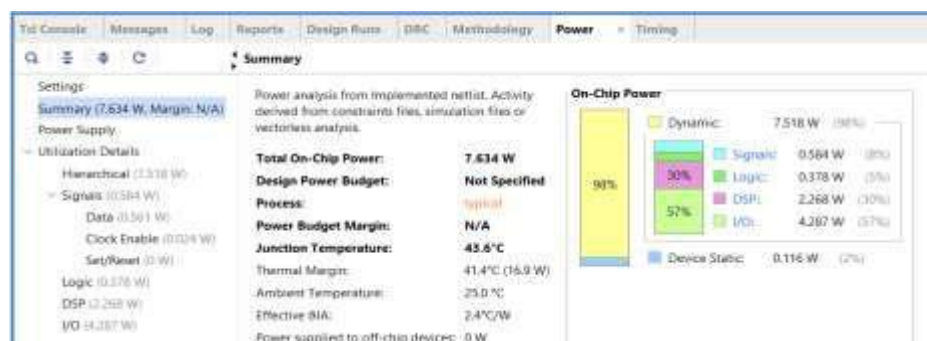 Tcl Console Messages Log Reports Design Runs DRC Methodology Power × Timing
Summary
Settings
Summary (7.634 W, Margin: N/A)
Power Supply
Utilization Details
Hierarchical (7.518 W)
Signals (0.584 W)
Data (0.561 W)
Clock Enable (0.024 W)
Set/Reset (0 W)
Logic (0.378 W)
DSP (2.268 W)
I/O (4.287 W)
Power analysis from Implemented netlist. Activity
derived from constraints files, simulation files or
vectorless analysis.
Total On-Chip Power: 7.634 W
Design Power Budget: Not Specified
Process: typical
Power Budget Margin: N/A
Junction Temperature: 43.6°C
Thermal Margin: 41.4°C (16.9 W)
Ambient Temperature: 25.0 °C
Effective ϑJA: 2.4°C/W
Power supplied to off-chip devices: 0 W
On-Chip Power
98%
30%
57%
Dynamic: 7.518 W (98%)
Signals: 0.584 W (8%)
Logic: 0.378 W (5%)
DSP: 2.268 W (30%)
I/O: 4.287 W (57%)
Device Static: 0.116 W (2%)